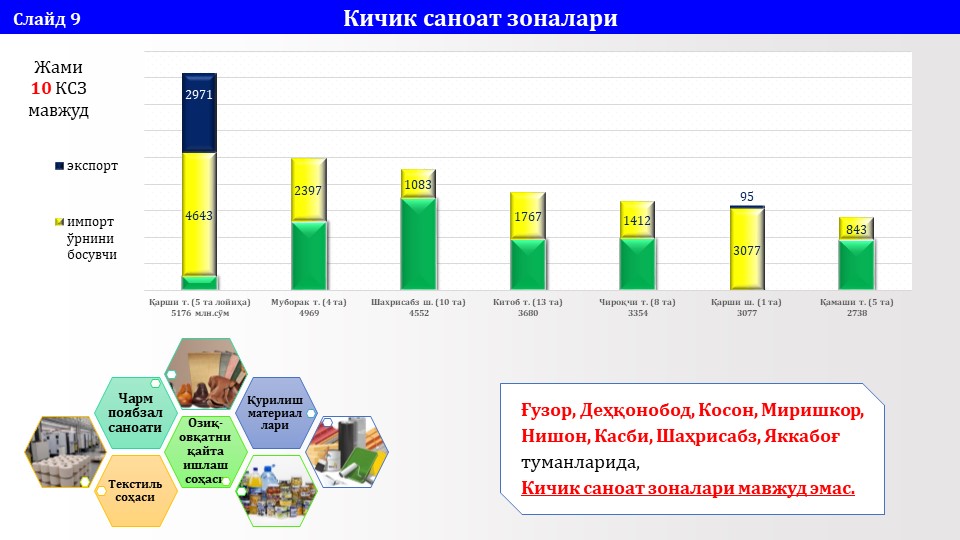 Слайд 9
Кичик саноат зоналари
Жами
10 КСЗ
мавжуд
экспорт
импорт
ўрнини
босувчи
2971
4643
2397
1083
1767
1412
95
3077
843
Қарши т. (5 та лойиҳа)
5176 млн.сўм
Муборак т. (4 та)
4969
Шахрисабз ш. (10 та)
4552
Китоб т. (13 та)
3680
Чироқчи т. (8 та)
3354
Қарши ш. (1 та)
3077
Қамаши т. (5 та)
2738
Чарм
поябзал
саноати
Қурилиш
материал
лари
Озиқ-
овқатни
қайта
ишлаш
соҳаси
Текстиль
соҳаси
Ғузор, Деҳқонобод, Косон, Миришкор,
Нишон, Касби, Шаҳрисабз, Яккабоғ
туманларида,
Кичик саноат зоналари мавжуд эмас.